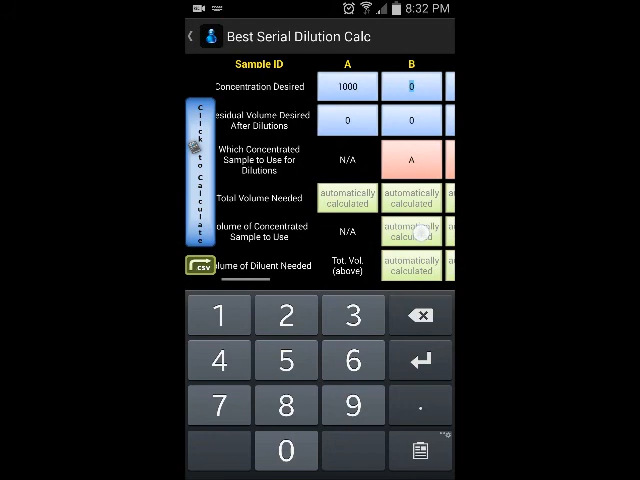 8:32 PM
Best Serial Dilution Calc
Sample ID A B
Concentration Desired 1000 0
esidual Volume Desired
After Dilutions 0 0
Which Concentrated
Sample to Use for
Dilutions N/A A
Total Volume Needed automatically
calculated automatically
calculated
olume of Concentrated
Sample to Use N/A automatically
calculated
olume of Diluent Needed Tot. Vol.
(above) automatically
calculated
Click to Calculate
CSV
1 2 3
4 5 6
7 8 9 .
0